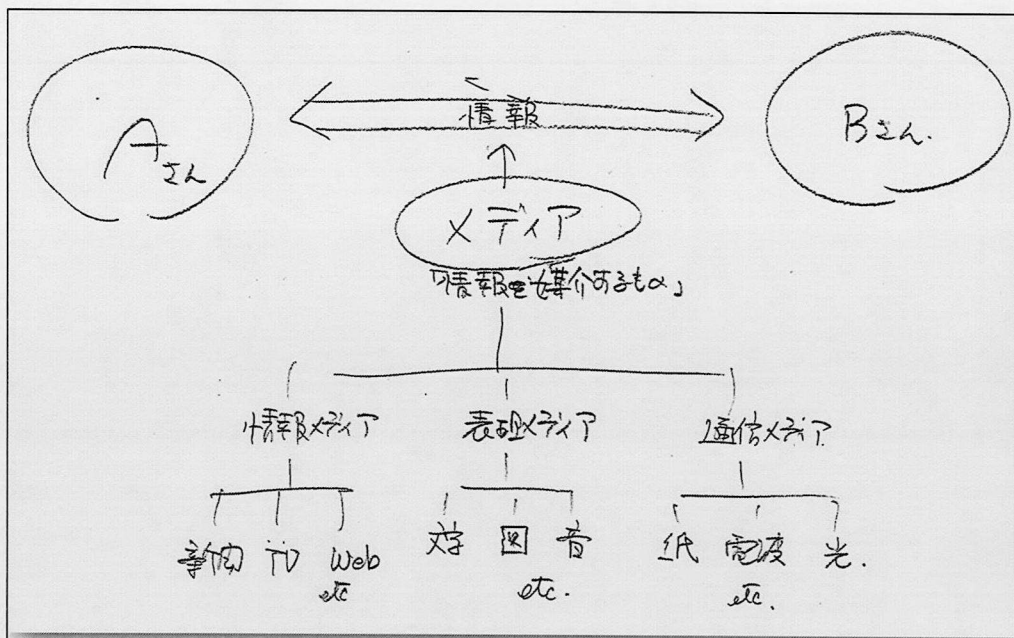 情報
Aさん
Bさん.
メディア
「情報を媒介するもの」
情報メディア 表現メディア 通信メディア
新聞 TV Web 文字 図 音 紙 電波 光.
etc etc. etc.